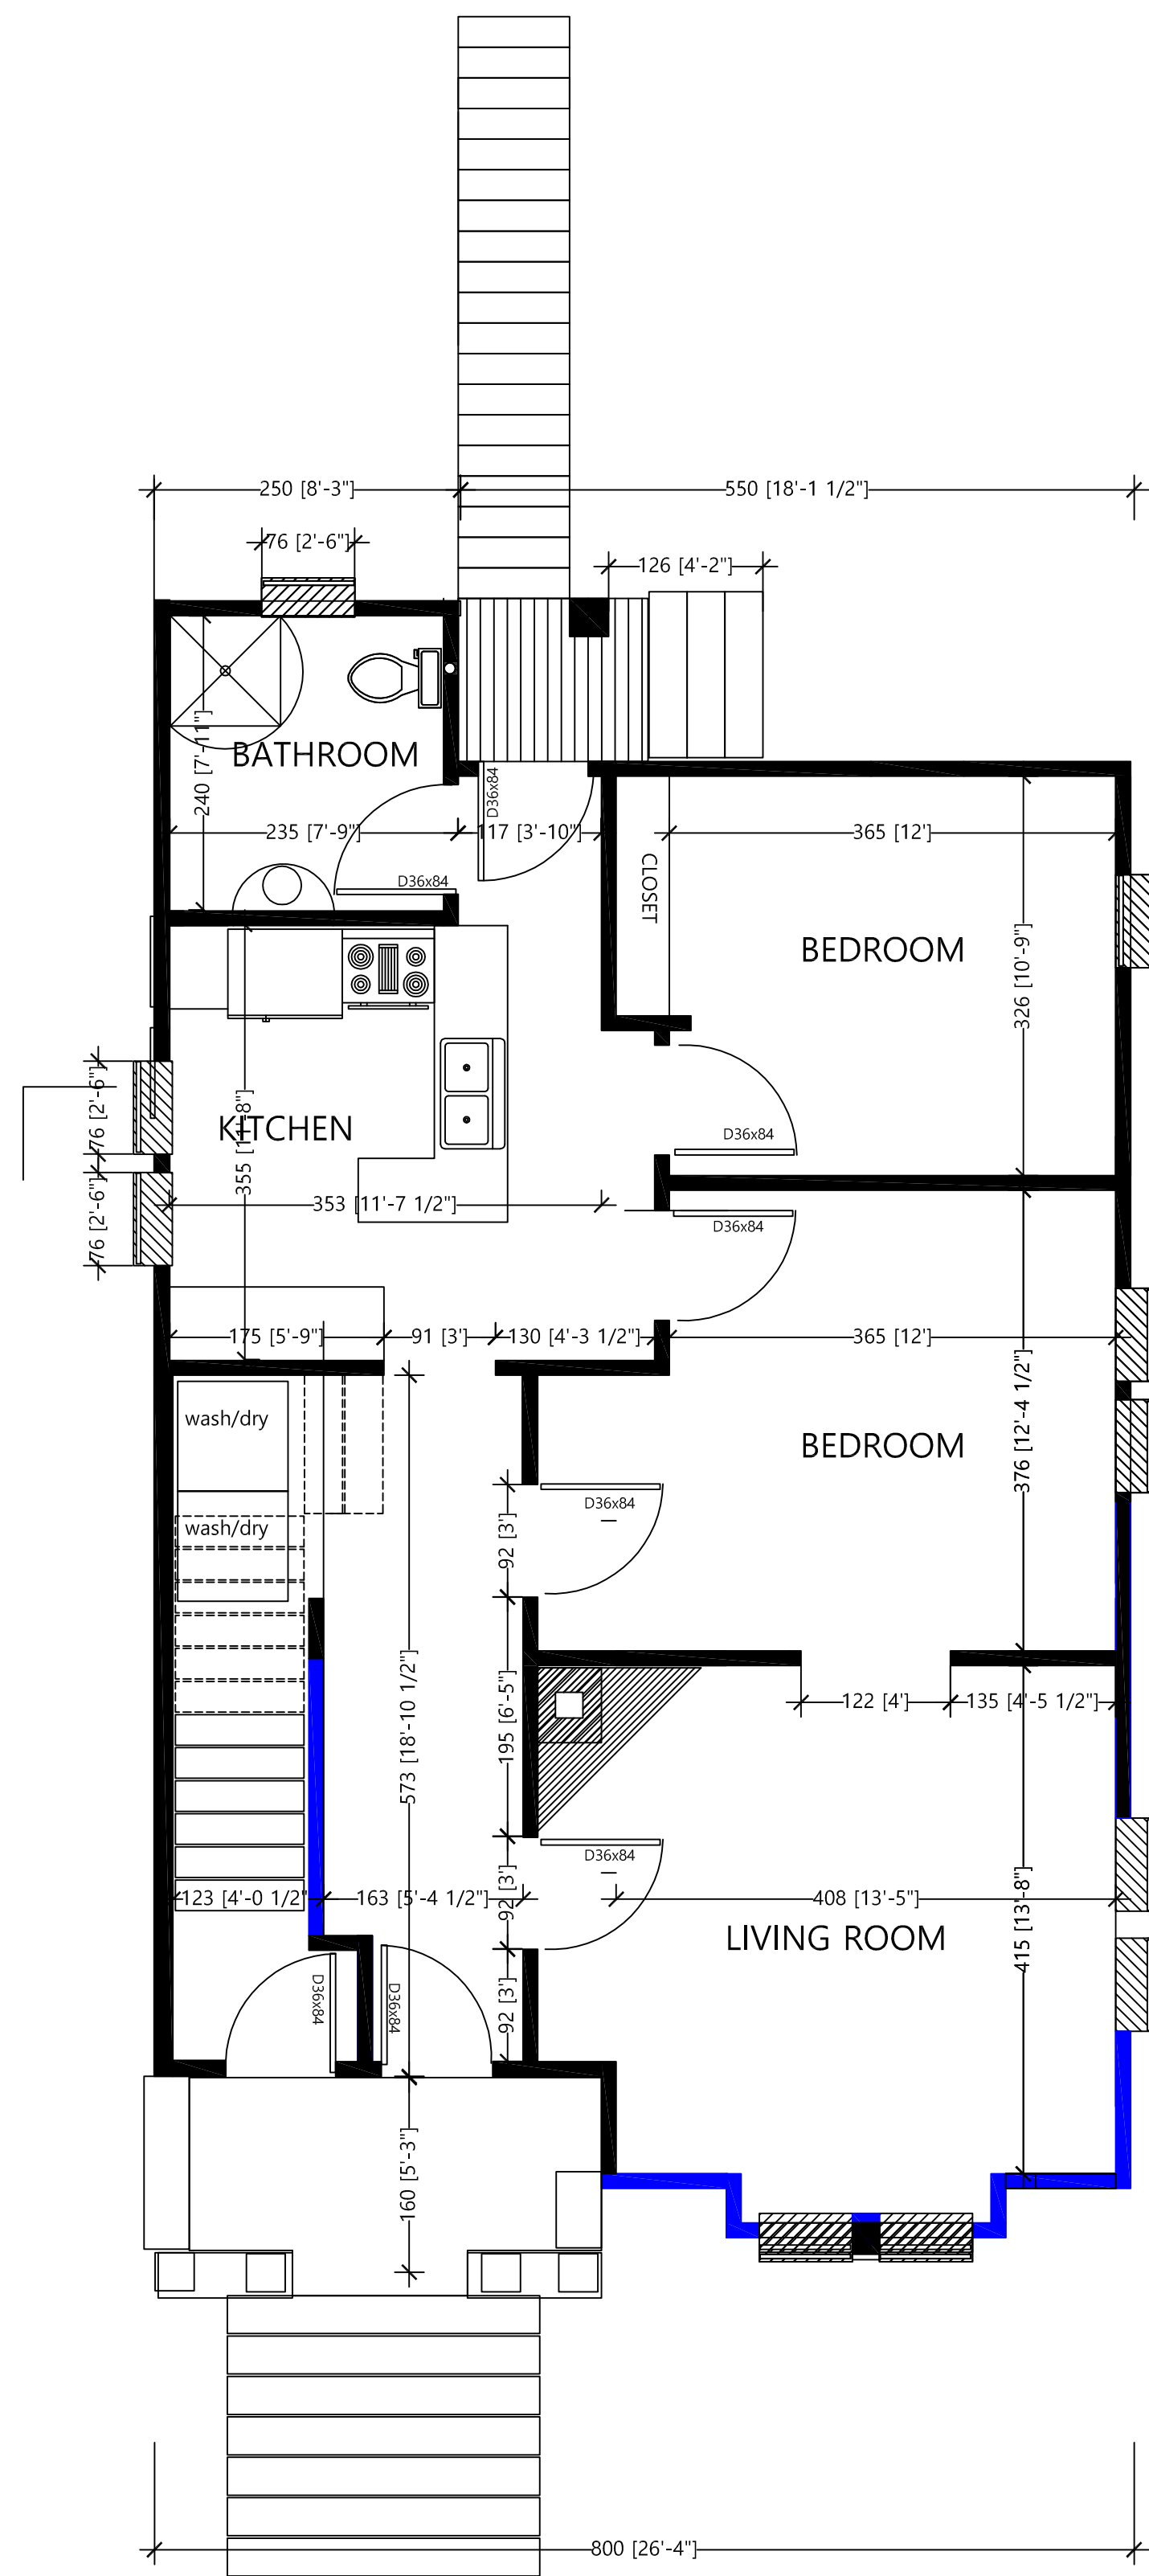 250 [8'-3"]
550 [18'-1 1/2"]
76 [2'-6"]
126 [4'-2"]
BATHROOM
240 [7'-11"]
D36x84
235 [7'-9"]
117 [3'-10"]
365 [12']
CLOSET
D36x84
BEDROOM
326 [10'-9"]
76 [2'-6"]
KITCHEN
355 [11'-8"]
D36x84
76 [2'-6"]
353 [11'-7 1/2"]
D36x84
175 [5'-9"]
91 [3']
130 [4'-3 1/2"]
365 [12']
wash/dry
376 [12'-4 1/2"]
BEDROOM
D36x84
wash/dry
92 [3']
573 [18'-10 1/2"]
195 [6'-5"]
122 [4']
135 [4'-5 1/2"]
D36x84
123 [4'-0 1/2"
163 [5'-4 1/2"]
92 [3']
408 [13'-5"]
415 [13'-8"]
LIVING ROOM
D36x84
D36x84
92 [3']
160 [5'-3"]
800 [26'-4"]